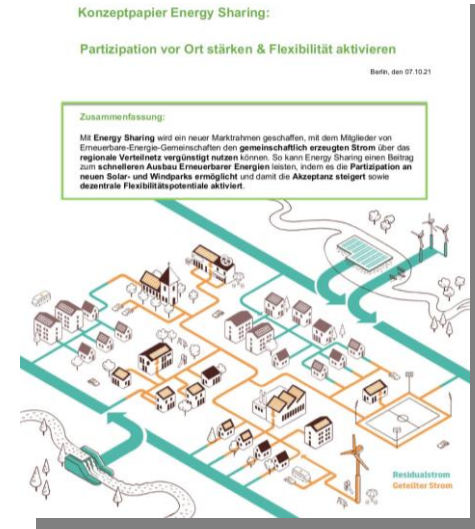 Konzeptpapier Energy Sharing:
Partizipation vor Ort stärken & Flexibilität aktivieren
Berlin, den 07.10.21
Zusammenfassung:
Mit Energy Sharing wird ein neuer Marktrahmen geschaffen, mit dem Mitglieder von
Erneuerbare-Energie-Gemeinschaften den gemeinschaftlich erzeugten Strom über das
regionale Verteilnetz vergünstigt nutzen können. So kann Energy Sharing einen Beitrag
zum schnelleren Ausbau Erneuerbarer Energien leisten, indem es die Partizipation an
neuen Solar- und Windparks ermöglicht und damit die Akzeptanz steigert sowie
dezentrale Flexibilitätspotentiale aktiviert.
Residualstrom
Geteilter Strom